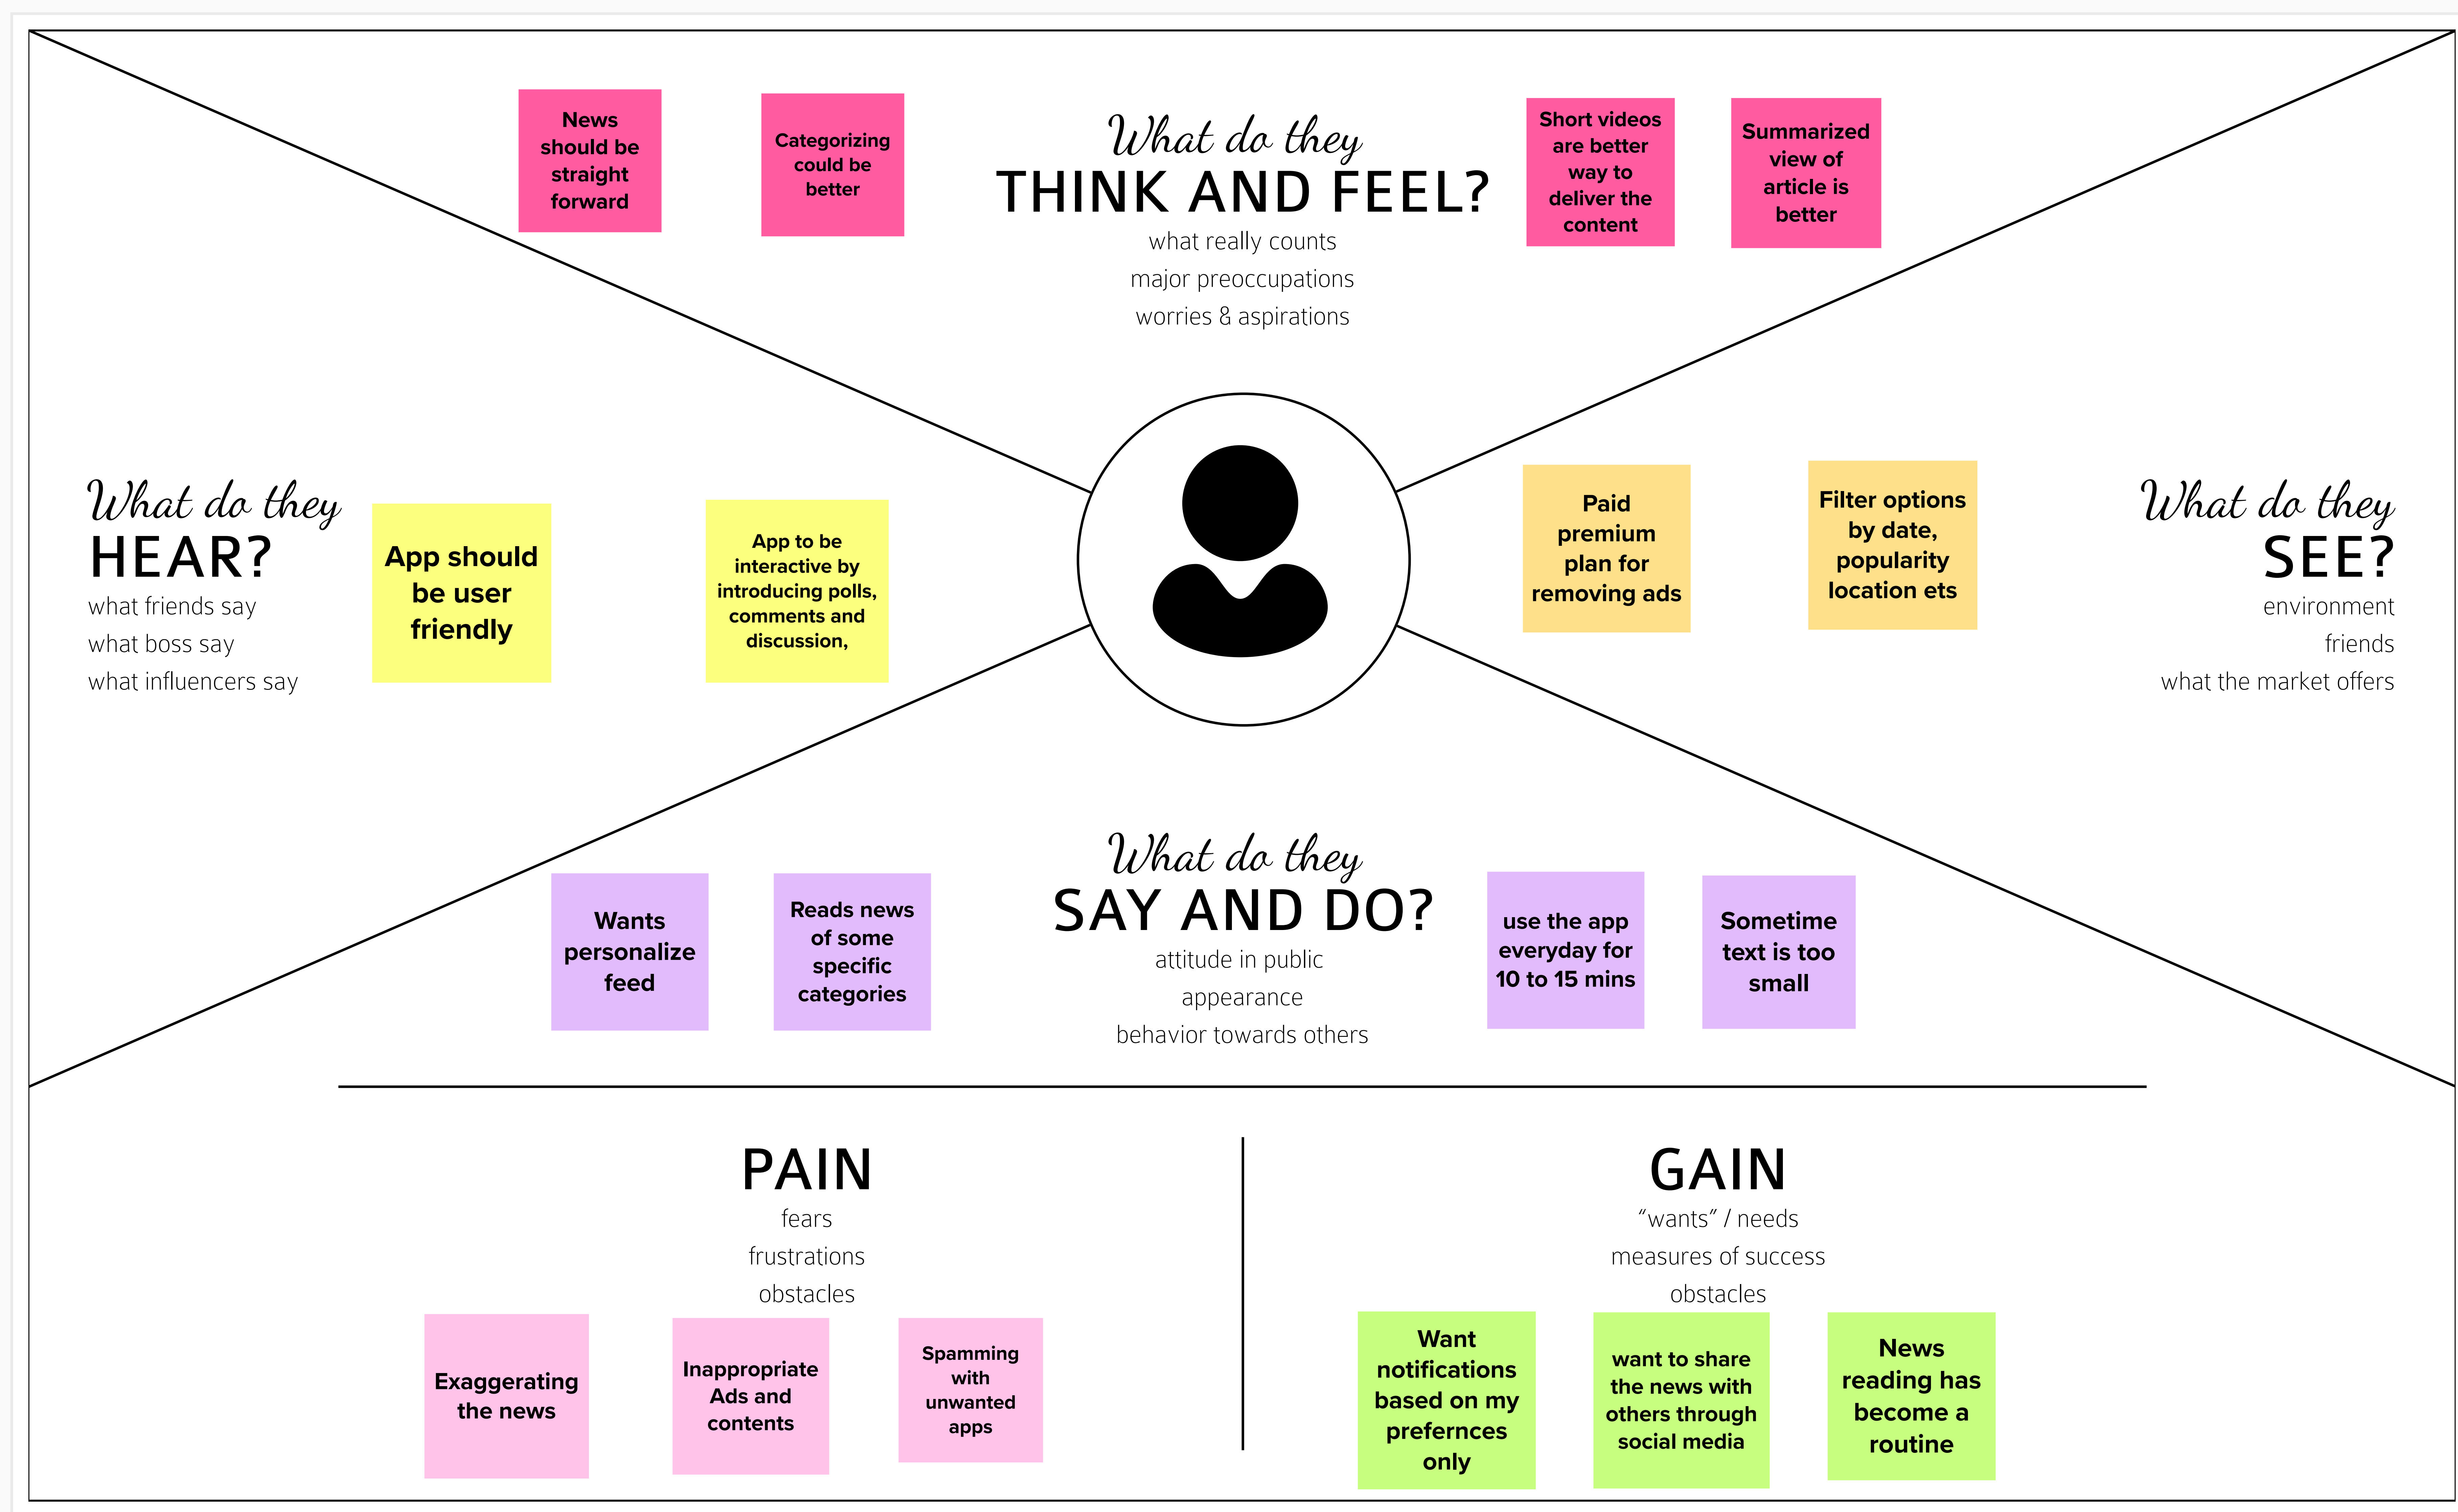 News
should be
straight
forward
Categorizing
could be
better
What do they
THINK AND FEEL?
what really counts
major preoccupations
worries & aspirations
Short videos
are better
way to
deliver the
content
Summarized
view of
article is
better
What do they
HEAR?
what friends say
what boss say
what influencers say
App should
be user
friendly
App to be
interactive by
introducing polls,
comments and
discussion,
Paid
premium
plan for
removing ads
Filter options
by date,
popularity
location ets
What do they
SEE?
environment
friends
what the market offers
Wants
personalize
feed
Reads news
of some
specific
categories
What do they
SAY AND DO?
attitude in public
appearance
behavior towards others
use the app
everyday for
10 to 15 mins
Sometime
text is too
small
PAIN
fears
frustrations
obstacles
Exaggerating
the news
Inappropriate
Ads and
contents
Spamming
with
unwanted
apps
GAIN
“wants” / needs
measures of success
obstacles
Want
notifications
based on my
prefernces
only
want to share
the news with
others through
social media
News
reading has
become a
routine